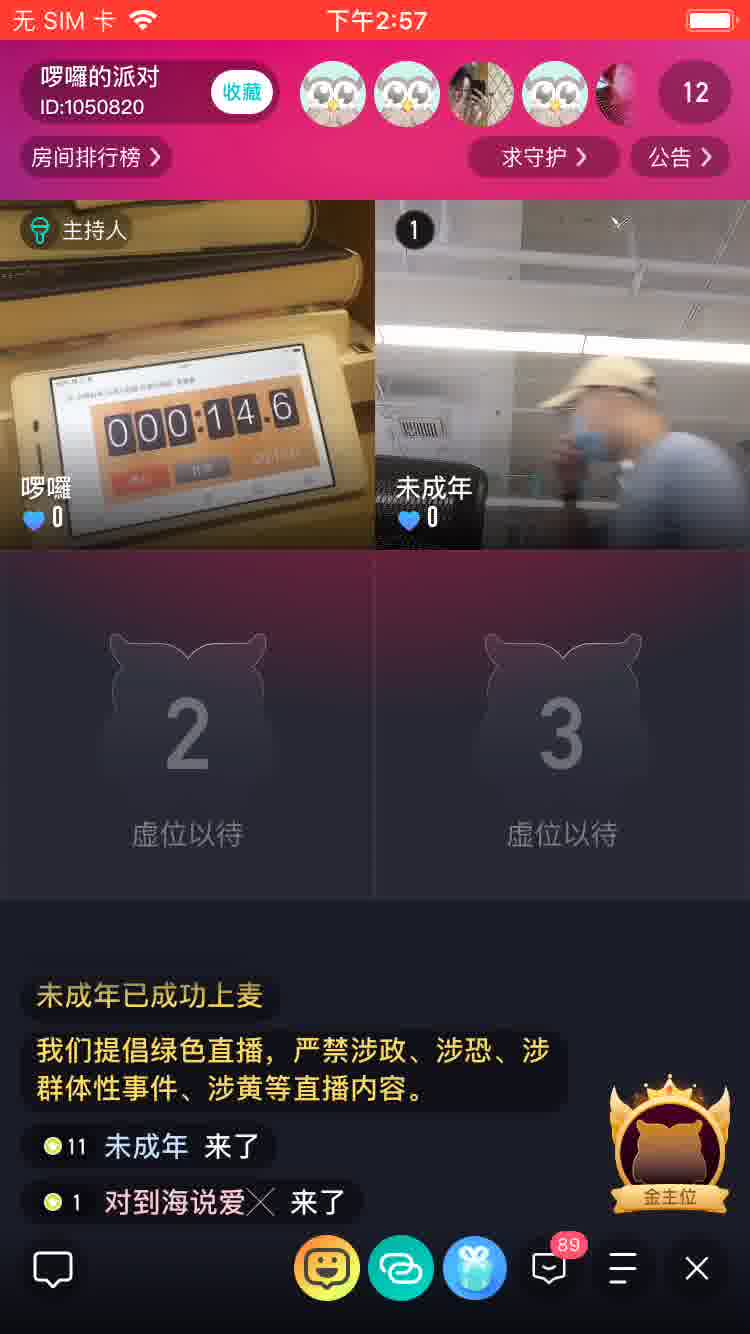 无 SIM 卡
下午2:57
啰囉的派对
ID:1050820
收藏
12
房间排行榜
求守护
公告
主持人
1
000:14.6
啰囉
0
未成年
0
2
3
虚位以待
虚位以待
未成年已成功上麦
我们提倡绿色直播，严禁涉政、涉恐、涉
群体性事件、涉黄等直播内容。
11 未成年 来了
1 对到海说爱╳ 来了
金主位
89